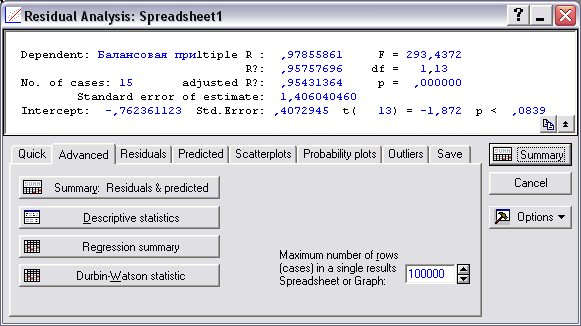 Residual Analysis: Spreadsheet1
Dependent: Балансовая приltiple R : ,97855861 F = 293,4372
R?: ,95757696 df = 1,13
No. of cases: 15 adjusted R?: ,95431364 p = ,000000
Standard error of estimate: 1,406040460
Intercept: -,762361123 Std.Error: ,4072945 t( 13) = -1,872 p < ,0839
Quick Advanced Residuals Predicted Scatterplots Probability plots Outliers Save
Summary
Cancel
Options
Summary: Residuals & predicted
Descriptive statistics
Regression summary
Durbin-Watson statistic
Maximum number of rows
(cases) in a single results
Spreadsheet or Graph:
100000